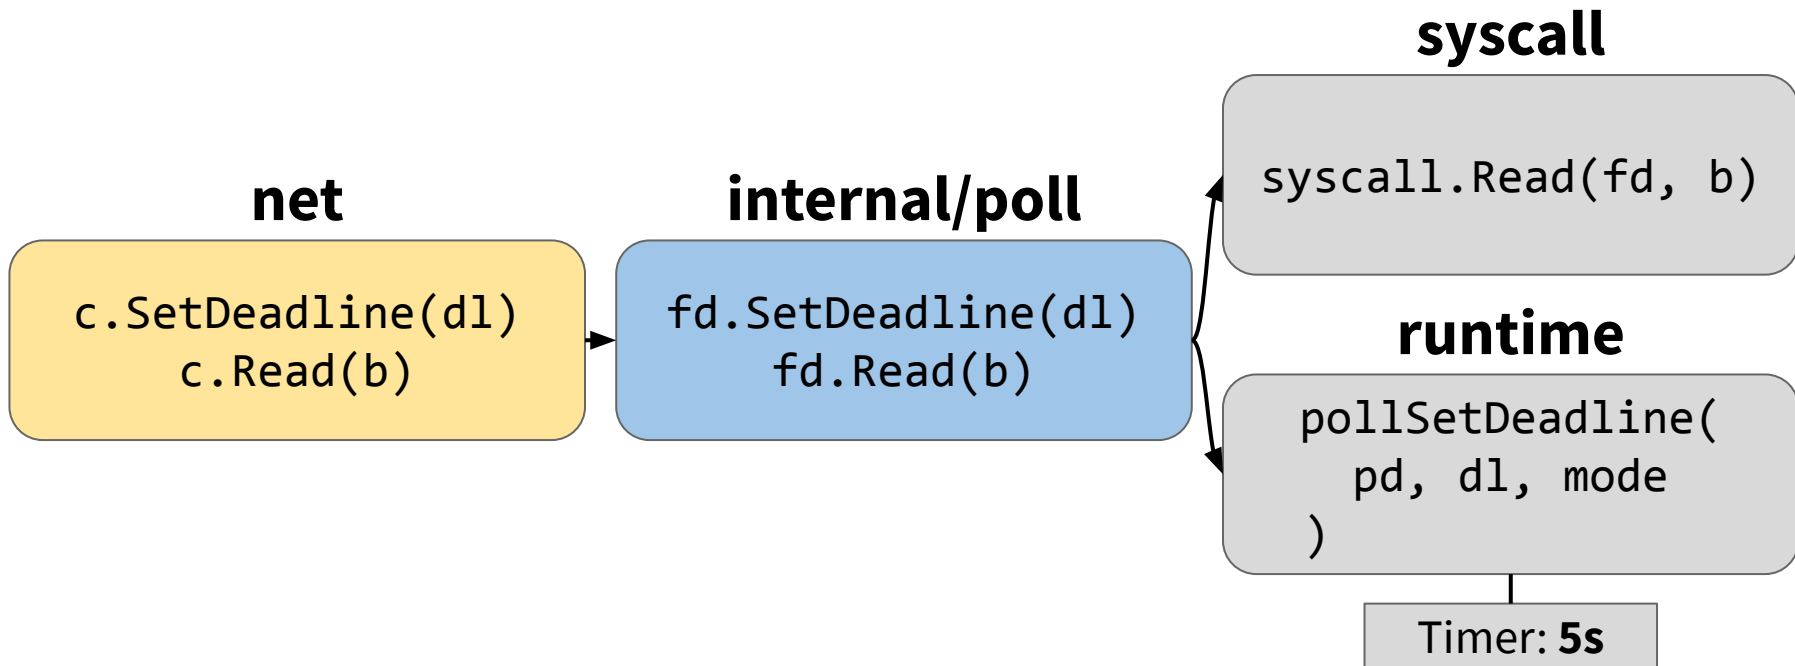 net
c.SetDeadline(dl)
c.Read(b)
internal/poll
fd.SetDeadline(dl)
fd.Read(b)
syscall
syscall.Read(fd, b)
runtime
pollSetDeadline(
pd, dl, mode
)
Timer: 5s